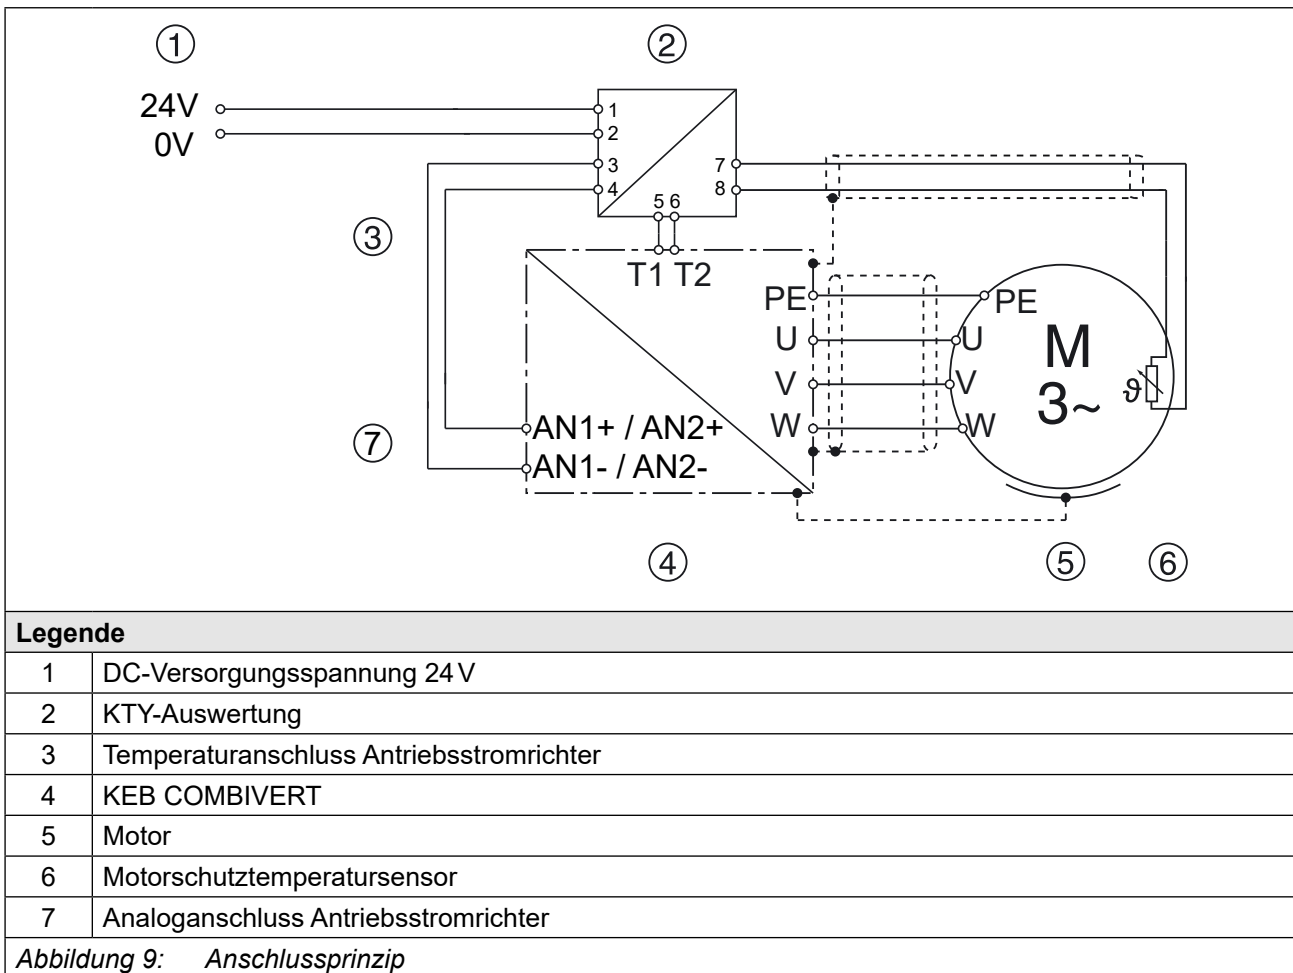 ① ②
24V
0V
1
2
3
4
5 6
7
8
③
T1 T2
PE PE
U U
V V
W W
M
3~
ϑ
⑦
AN1+ / AN2+
AN1- / AN2-
④ ⑤ ⑥
Legende
1 DC-Versorgungsspannung 24 V
2 KTY-Auswertung
3 Temperaturanschluss Antriebsstromrichter
4 KEB COMBIVERT
5 Motor
6 Motorschutztemperatursensor
7 Analoganschluss Antriebsstromrichter
Abbildung 9: Anschlussprinzip